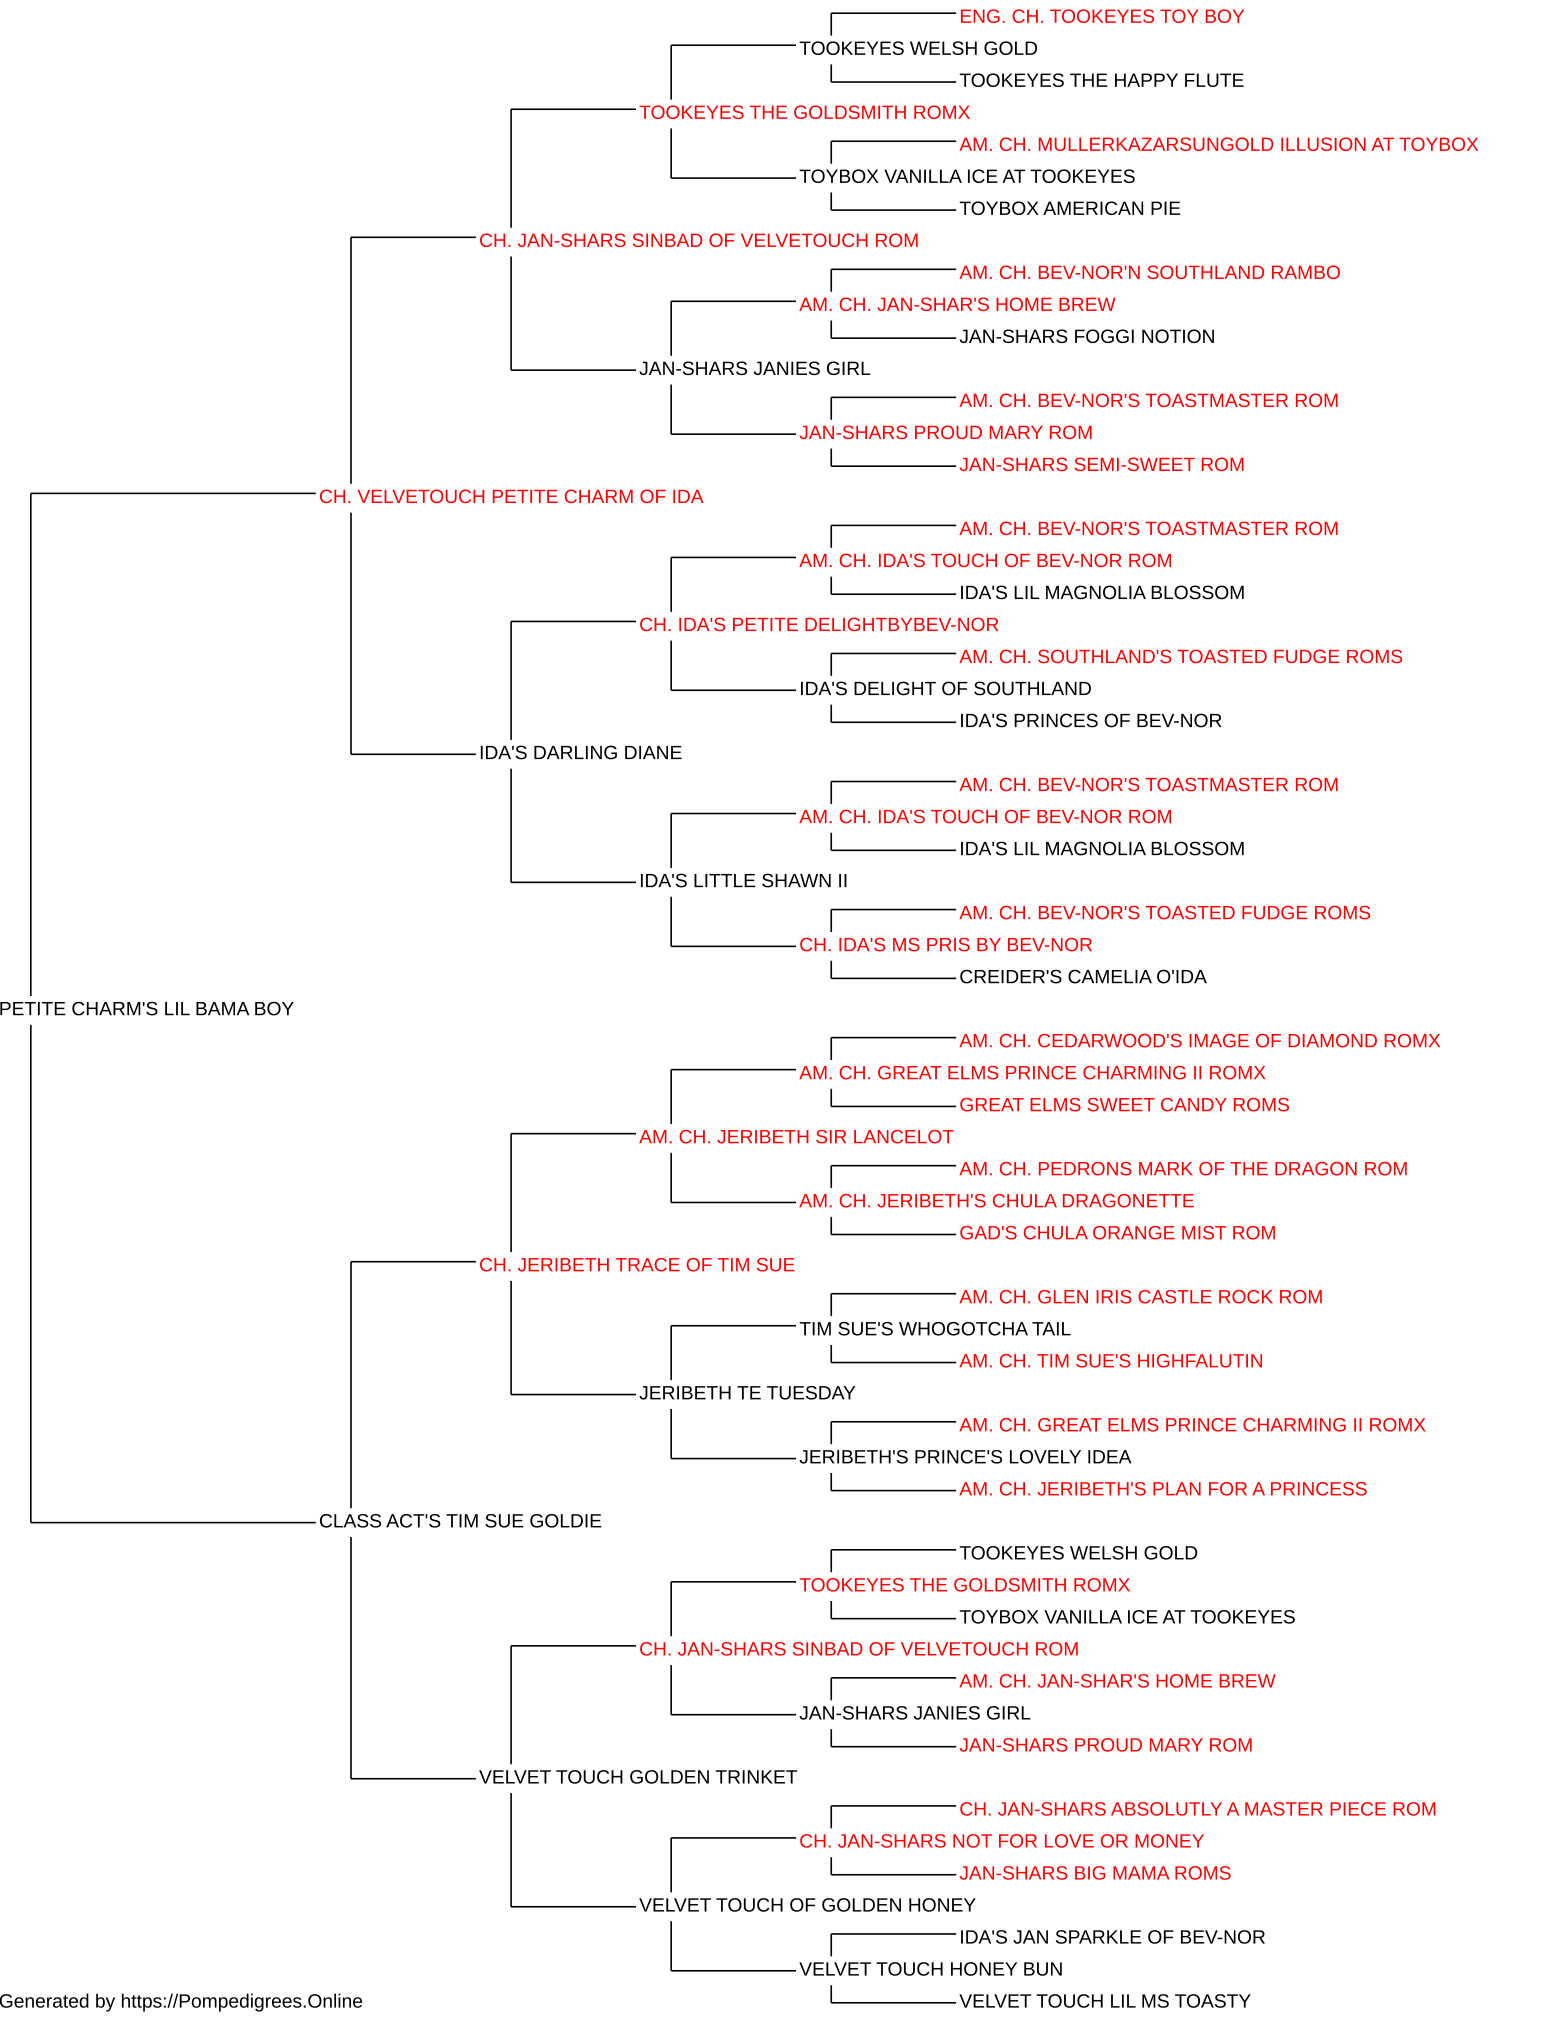 ENG. CH. TOOKEYES TOY BOY
TOOKEYES WELSH GOLD
TOOKEYES THE HAPPY FLUTE
TOOKEYES THE GOLDSMITH ROMX
AM. CH. MULLERKAZARSUNGOLD ILLUSION AT TOYBOX
TOYBOX VANILLA ICE AT TOOKEYES
TOYBOX AMERICAN PIE
CH. JAN-SHARS SINBAD OF VELVETOUCH ROM
AM. CH. BEV-NOR'N SOUTHLAND RAMBO
AM. CH. JAN-SHAR'S HOME BREW
JAN-SHARS FOGGI NOTION
JAN-SHARS JANIES GIRL
AM. CH. BEV-NOR'S TOASTMASTER ROM
JAN-SHARS PROUD MARY ROM
JAN-SHARS SEMI-SWEET ROM
CH. VELVETOUCH PETITE CHARM OF IDA
AM. CH. BEV-NOR'S TOASTMASTER ROM
AM. CH. IDA'S TOUCH OF BEV-NOR ROM
IDA'S LIL MAGNOLIA BLOSSOM
CH. IDA'S PETITE DELIGHTBYBEV-NOR
AM. CH. SOUTHLAND'S TOASTED FUDGE ROMS
IDA'S DELIGHT OF SOUTHLAND
IDA'S PRINCES OF BEV-NOR
IDA'S DARLING DIANE
AM. CH. BEV-NOR'S TOASTMASTER ROM
AM. CH. IDA'S TOUCH OF BEV-NOR ROM
IDA'S LIL MAGNOLIA BLOSSOM
IDA'S LITTLE SHAWN II
AM. CH. BEV-NOR'S TOASTED FUDGE ROMS
CH. IDA'S MS PRIS BY BEV-NOR
CREIDER'S CAMELIA O'IDA
PETITE CHARM'S LIL BAMA BOY
AM. CH. CEDARWOOD'S IMAGE OF DIAMOND ROMX
AM. CH. GREAT ELMS PRINCE CHARMING II ROMX
GREAT ELMS SWEET CANDY ROMS
AM. CH. JERIBETH SIR LANCELOT
AM. CH. PEDRONS MARK OF THE DRAGON ROM
AM. CH. JERIBETH'S CHULA DRAGONETTE
GAD'S CHULA ORANGE MIST ROM
CH. JERIBETH TRACE OF TIM SUE
AM. CH. GLEN IRIS CASTLE ROCK ROM
TIM SUE'S WHOGOTCHA TAIL
AM. CH. TIM SUE'S HIGHFALUTIN
JERIBETH TE TUESDAY
AM. CH. GREAT ELMS PRINCE CHARMING II ROMX
JERIBETH'S PRINCE'S LOVELY IDEA
AM. CH. JERIBETH'S PLAN FOR A PRINCESS
CLASS ACT'S TIM SUE GOLDIE
TOOKEYES WELSH GOLD
TOOKEYES THE GOLDSMITH ROMX
TOYBOX VANILLA ICE AT TOOKEYES
CH. JAN-SHARS SINBAD OF VELVETOUCH ROM
AM. CH. JAN-SHAR'S HOME BREW
JAN-SHARS JANIES GIRL
JAN-SHARS PROUD MARY ROM
VELVET TOUCH GOLDEN TRINKET
CH. JAN-SHARS ABSOLUTLY A MASTER PIECE ROM
CH. JAN-SHARS NOT FOR LOVE OR MONEY
JAN-SHARS BIG MAMA ROMS
VELVET TOUCH OF GOLDEN HONEY
IDA'S JAN SPARKLE OF BEV-NOR
VELVET TOUCH HONEY BUN
VELVET TOUCH LIL MS TOASTY
Generated by https://Pompedigrees.Online